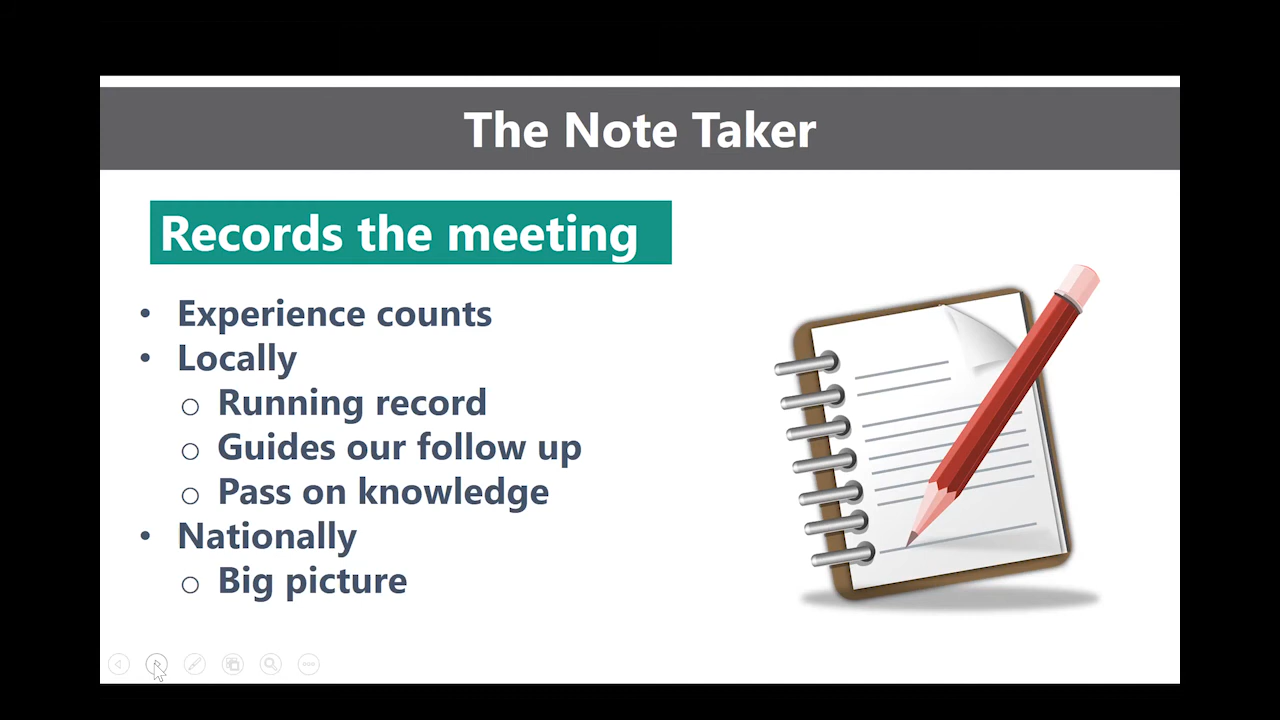 The Note Taker
Records the meeting
• Experience counts
• Locally
o Running record
o Guides our follow up
o Pass on knowledge
• Nationally
o Big picture